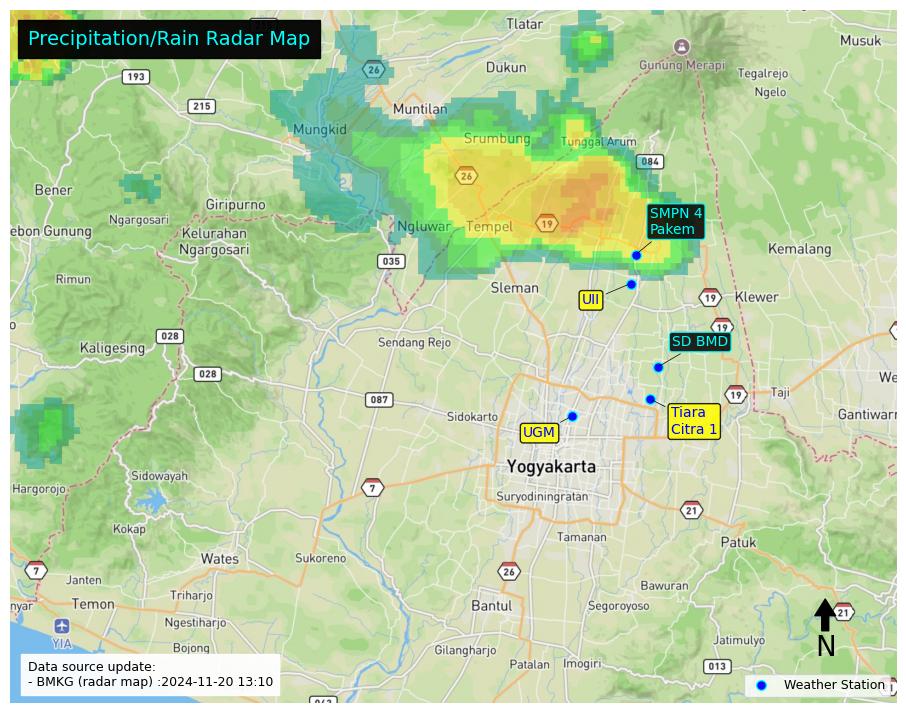 Precipitation/Rain Radar Map
Tlatar
Musuk
26
Dukun
Gunung Merapi
Tegalrejo
193
Ngelo
215
Muntilan
Mungkid
Srumbung
Tunggal Arum
084
26
Bener
Giripurno
SMPN 4
Pakem
Ngargosari
Ngluwar
Tempel
19
ebon Gunung
Kelurahan
Ngargosari
Kemalang
035
Rimun
Sleman
UII
19
Klewer
19
028
Sendang Rejo
SD BMD
Kaligesing
028
We
087
19
Taji
Sidokarto
Tiara
Citra 1
Gantiwarn
UGM
Yogyakarta
Sidowayah
Hargorojo
7
Suryodiningratan
21
Kokap
Tamanan
Patuk
Wates
Sukoreno
7
26
Janten
Bawuran
nyar
Temon
Triharjo
Bantul
Segoroyoso
21
Ngestiharjo
YIA
Jatimulyo
N
Bojong
Gilangharjo
Patalan
Imogiri
013
Data source update:
- BMKG (radar map) :2024-11-20 13:10
Weather Station